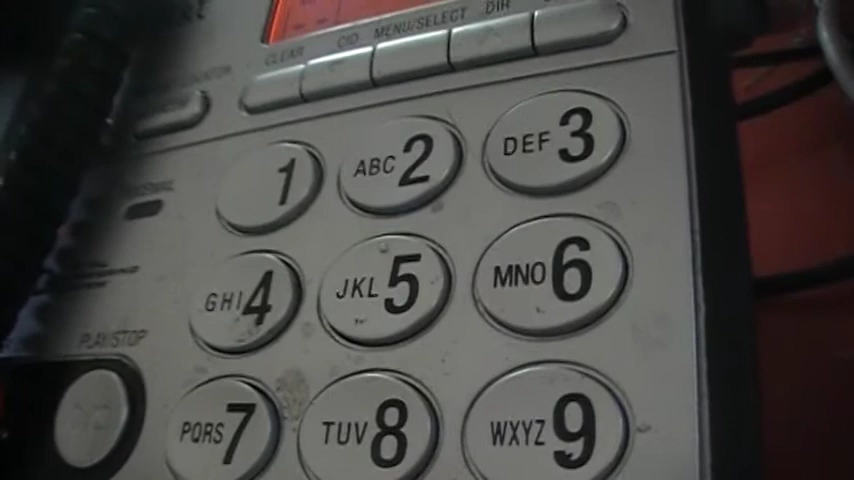 CLEAR CID MENU/SELECT DIR
1 ABC 2 DEF 3
GHI 4 JKL 5 MNO 6
PLAY/STOP
PQRS 7 TUV 8 WXYZ 9